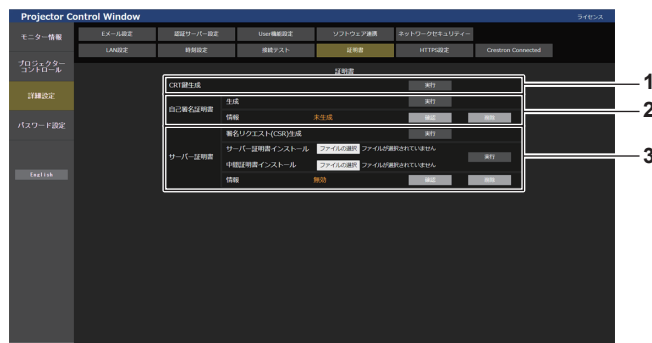 Projector Control Window
ライセンス
モニター情報
Eメール設定
認証サーバー設定
User機能設定
ソフトウェア連携
ネットワークセキュリティー
LAN設定
時刻設定
接続テスト
証明書
HTTPS設定
Crestron Connected
プロジェクター
コントロール
詳細設定
パスワード設定
English
証明書
CRT鍵生成
実行
1
自己署名証明書
生成
実行
情報
未生成
確認
削除
2
サーバー証明書
署名リクエスト(CSR)生成
実行
サーバー証明書インストール
ファイルの選択 ファイルが選択されていません
中間証明書インストール
ファイルの選択 ファイルが選択されていません
実行
情報
無効
確認
削除
3